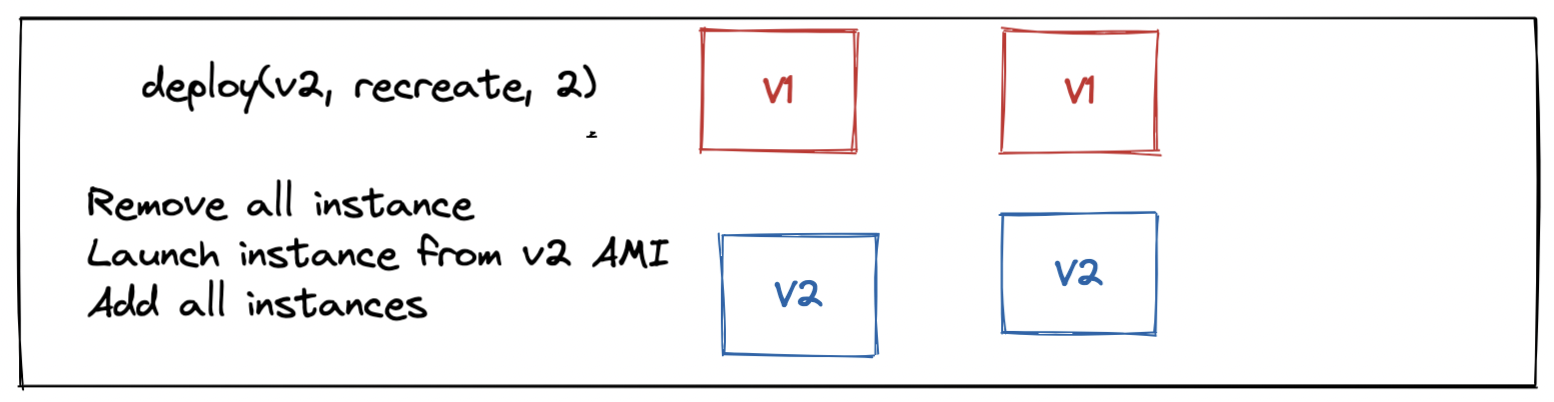 deploy(v2, recreate, 2)
V1
V1
Remove all instance
Launch instance from v2 AMI
Add all instances
V2
V2